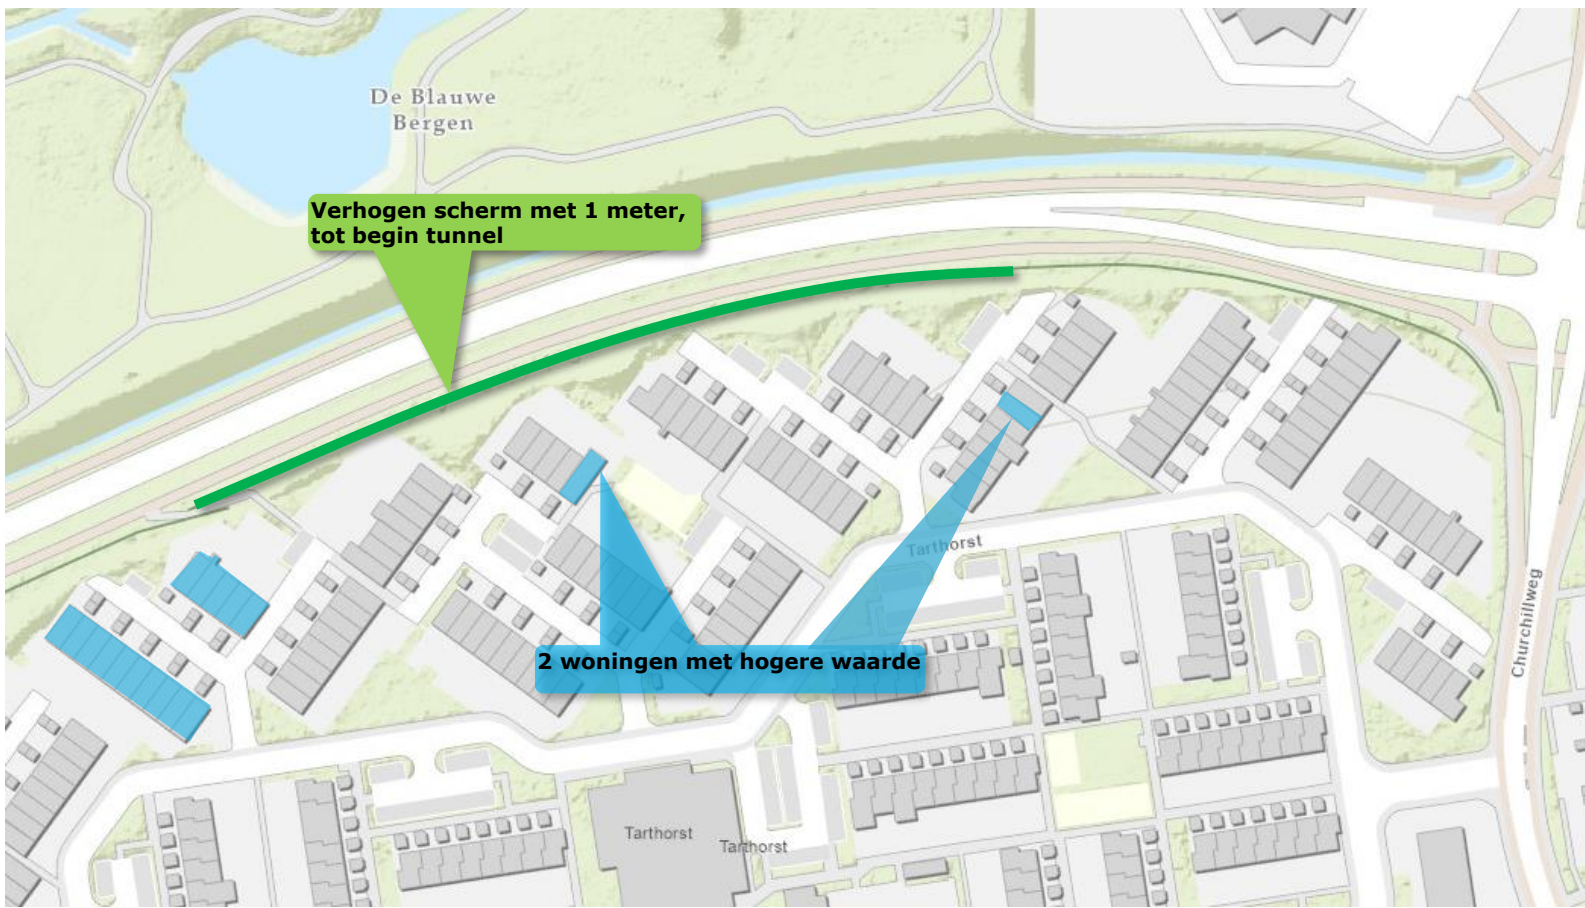 De Blauwe
Bergen
Verhogen scherm met 1 meter,
tot begin tunnel
Tarthorst
Churchillweg
2 woningen met hogere waarde
Tarthorst
Tarthorst